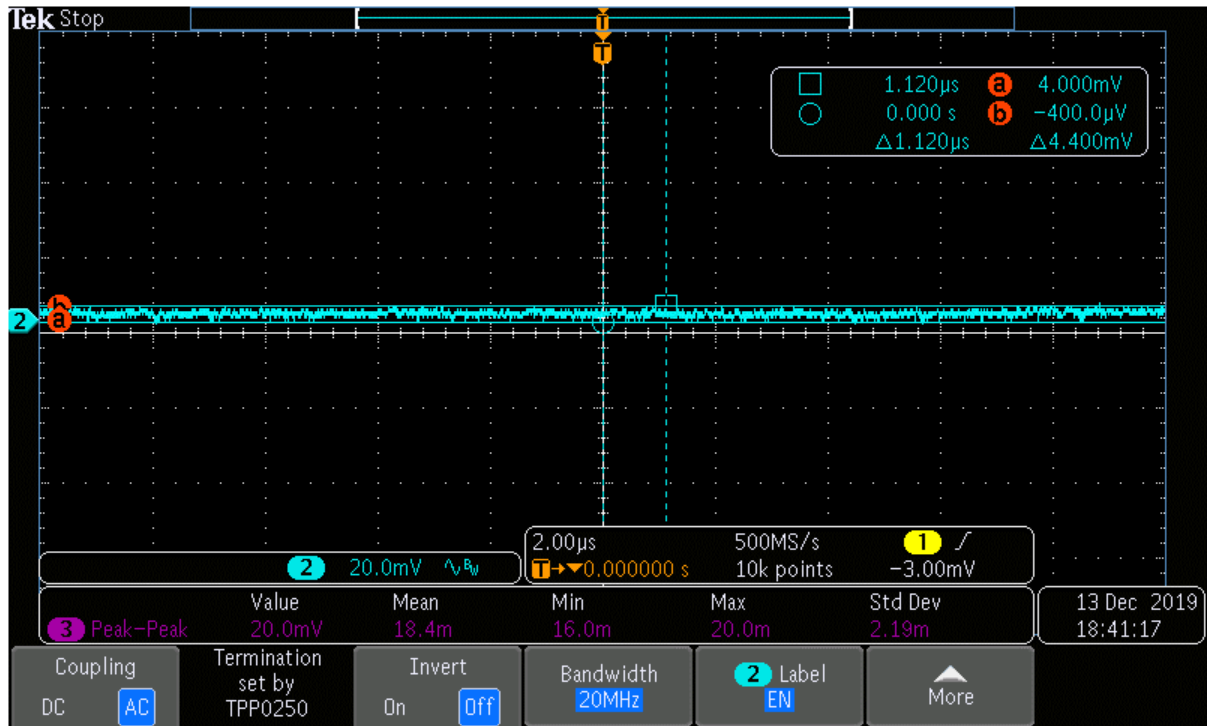 Tek Stop
T
T
1.120µs a 4.000mV
0.000 s b −400.0µV
△1.120µs △4.400mV
b
2 a
2.00µs 500MS/s 1
2 20.0mV BW
T→▼0.000000 s 10k points −3.00mV
Value Mean Min Max Std Dev 13 Dec 2019
3 Peak−Peak 20.0mV 18.4m 16.0m 20.0m 2.19m 18:41:17
Coupling
DC AC
Termination
set by
TPP0250
Invert
On Off
Bandwidth
20MHz
2 Label
EN
More